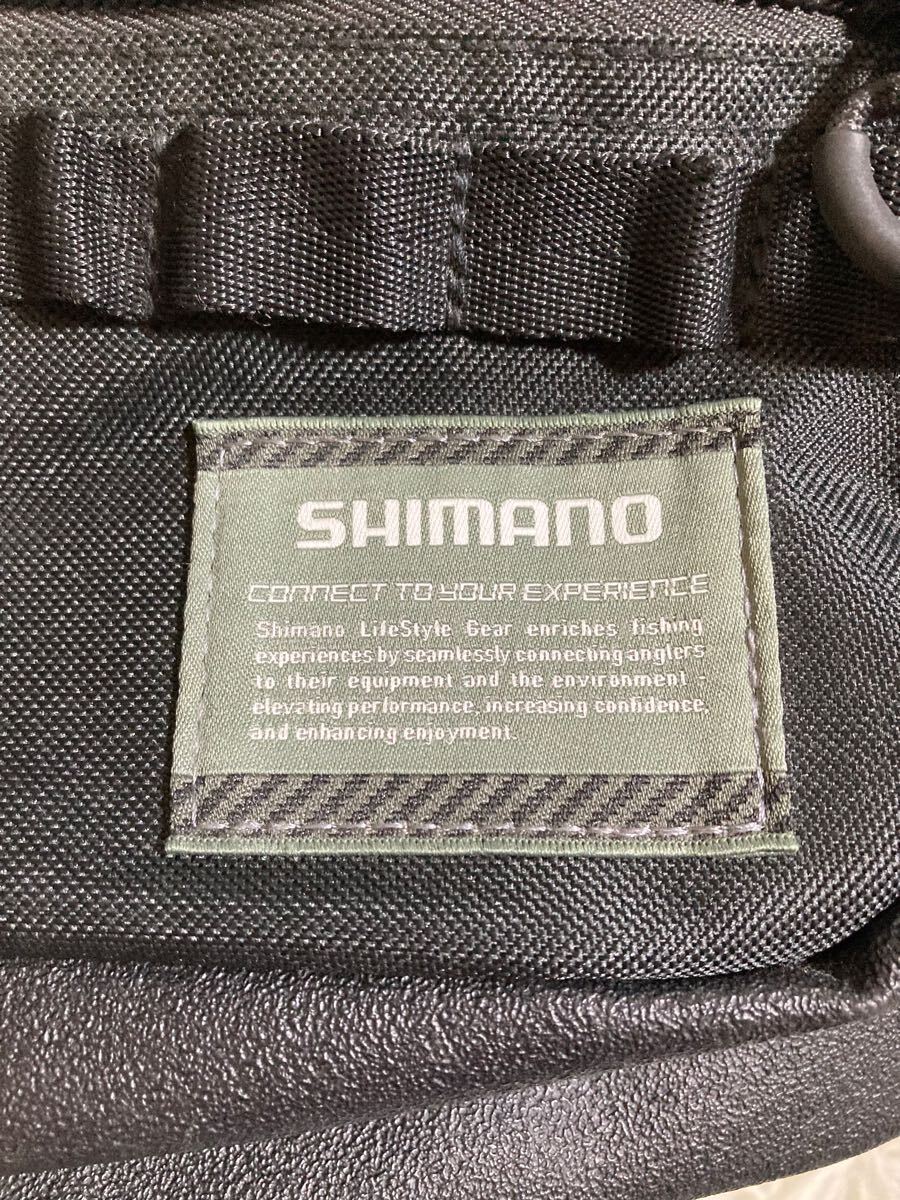 SHIMANO
CONNECT TO YOUR EXPERIENCE
Shimano LifeStyle Gear enriches fishing
experiences by seamlessly connecting anglers
to their equipment and the environment -
elevating performance, increasing confidence,
and enhancing enjoyment.